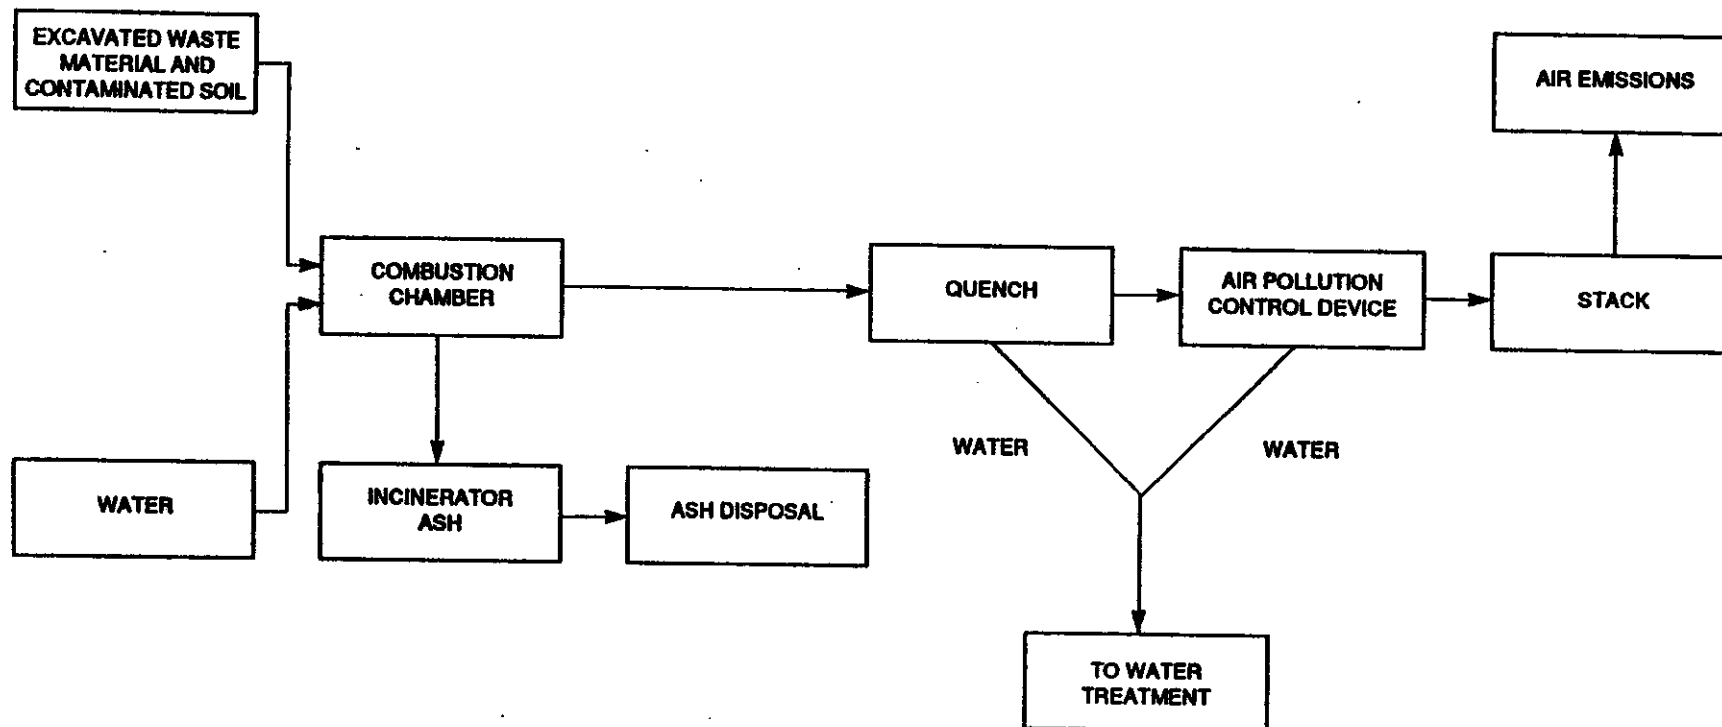 EXCAVATED WASTE
MATERIAL AND
CONTAMINATED SOIL
AIR EMISSIONS
COMBUSTION
CHAMBER
QUENCH
AIR POLLUTION
CONTROL DEVICE
STACK
WATER
WATER
WATER
INCINERATOR
ASH
ASH DISPOSAL
TO WATER
TREATMENT